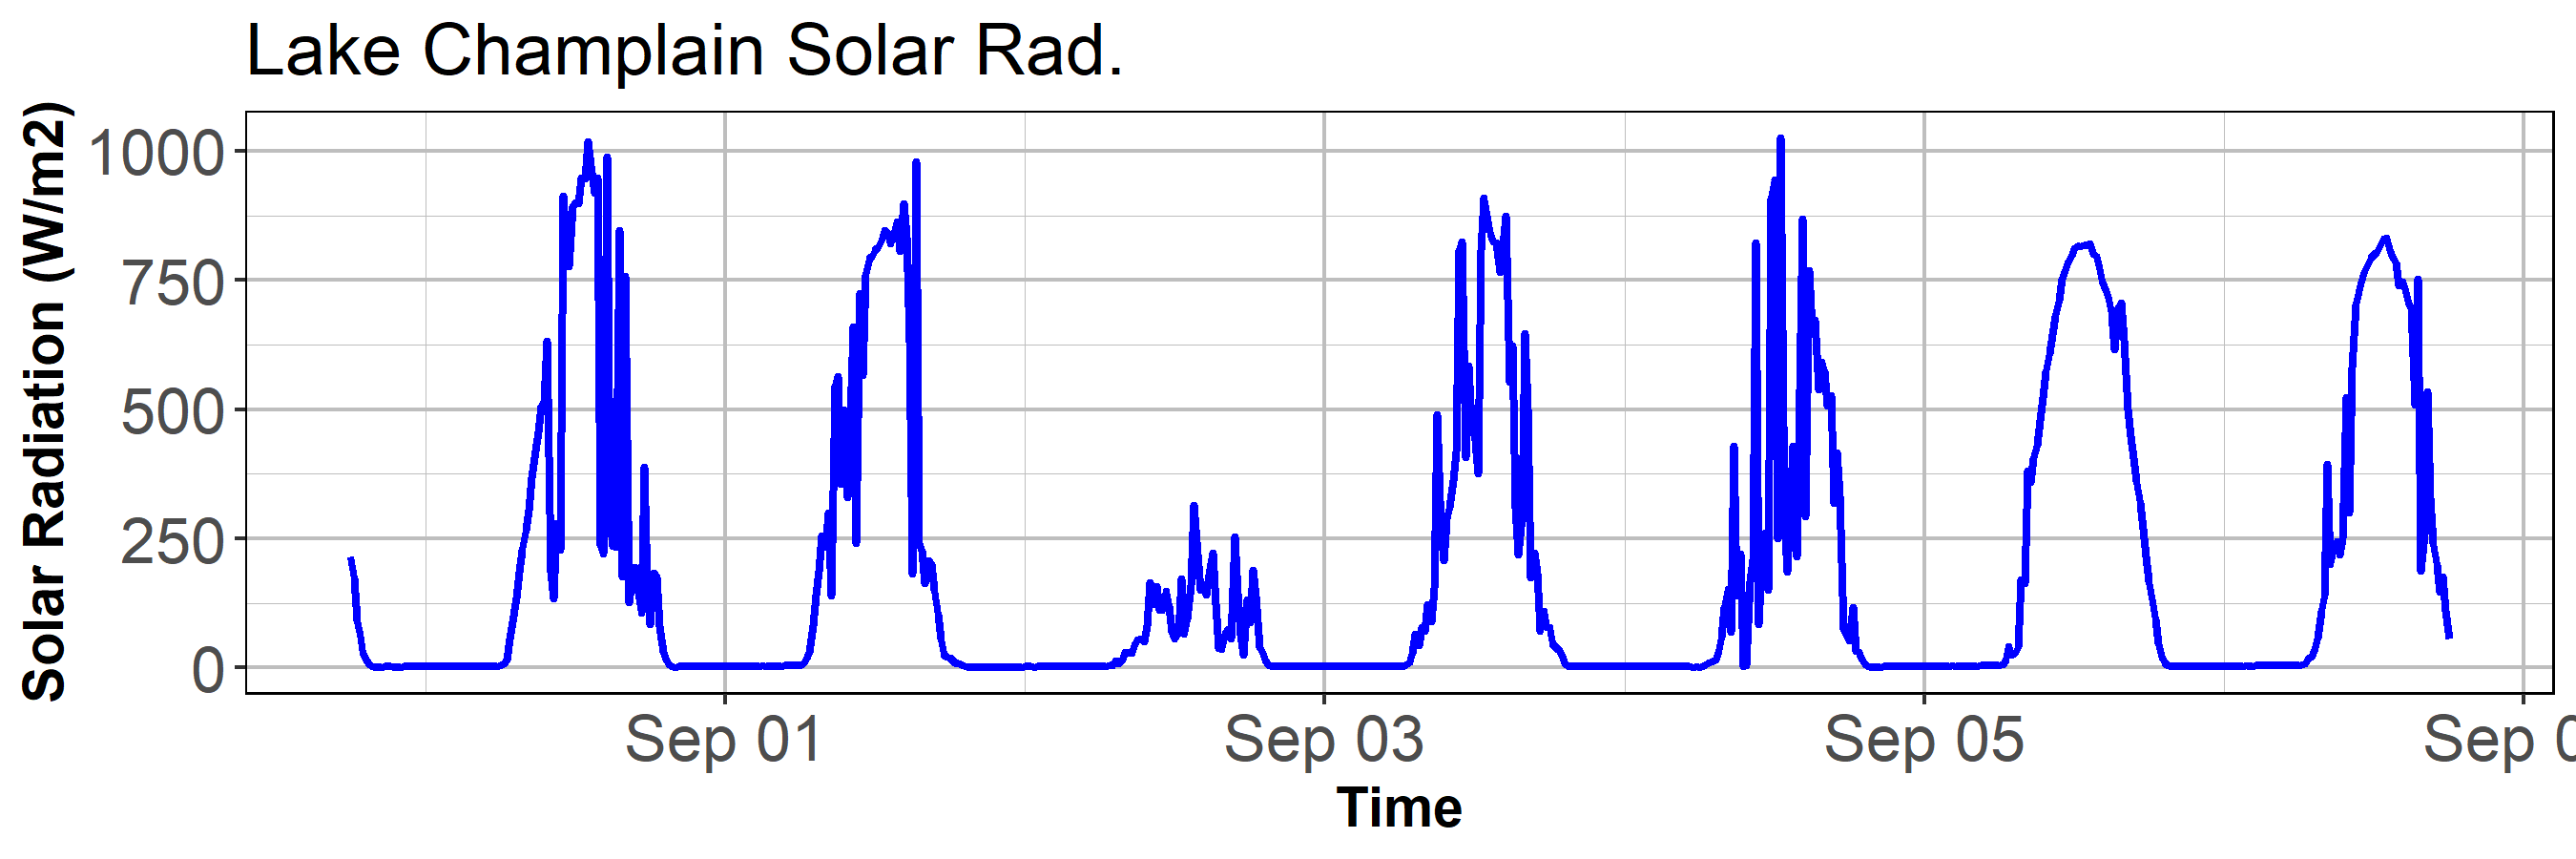 Lake Champlain Solar Rad.
Solar Radiation (W/m2)
1000
750
500
250
0
Sep 01 Sep 03 Sep 05 Sep
Time